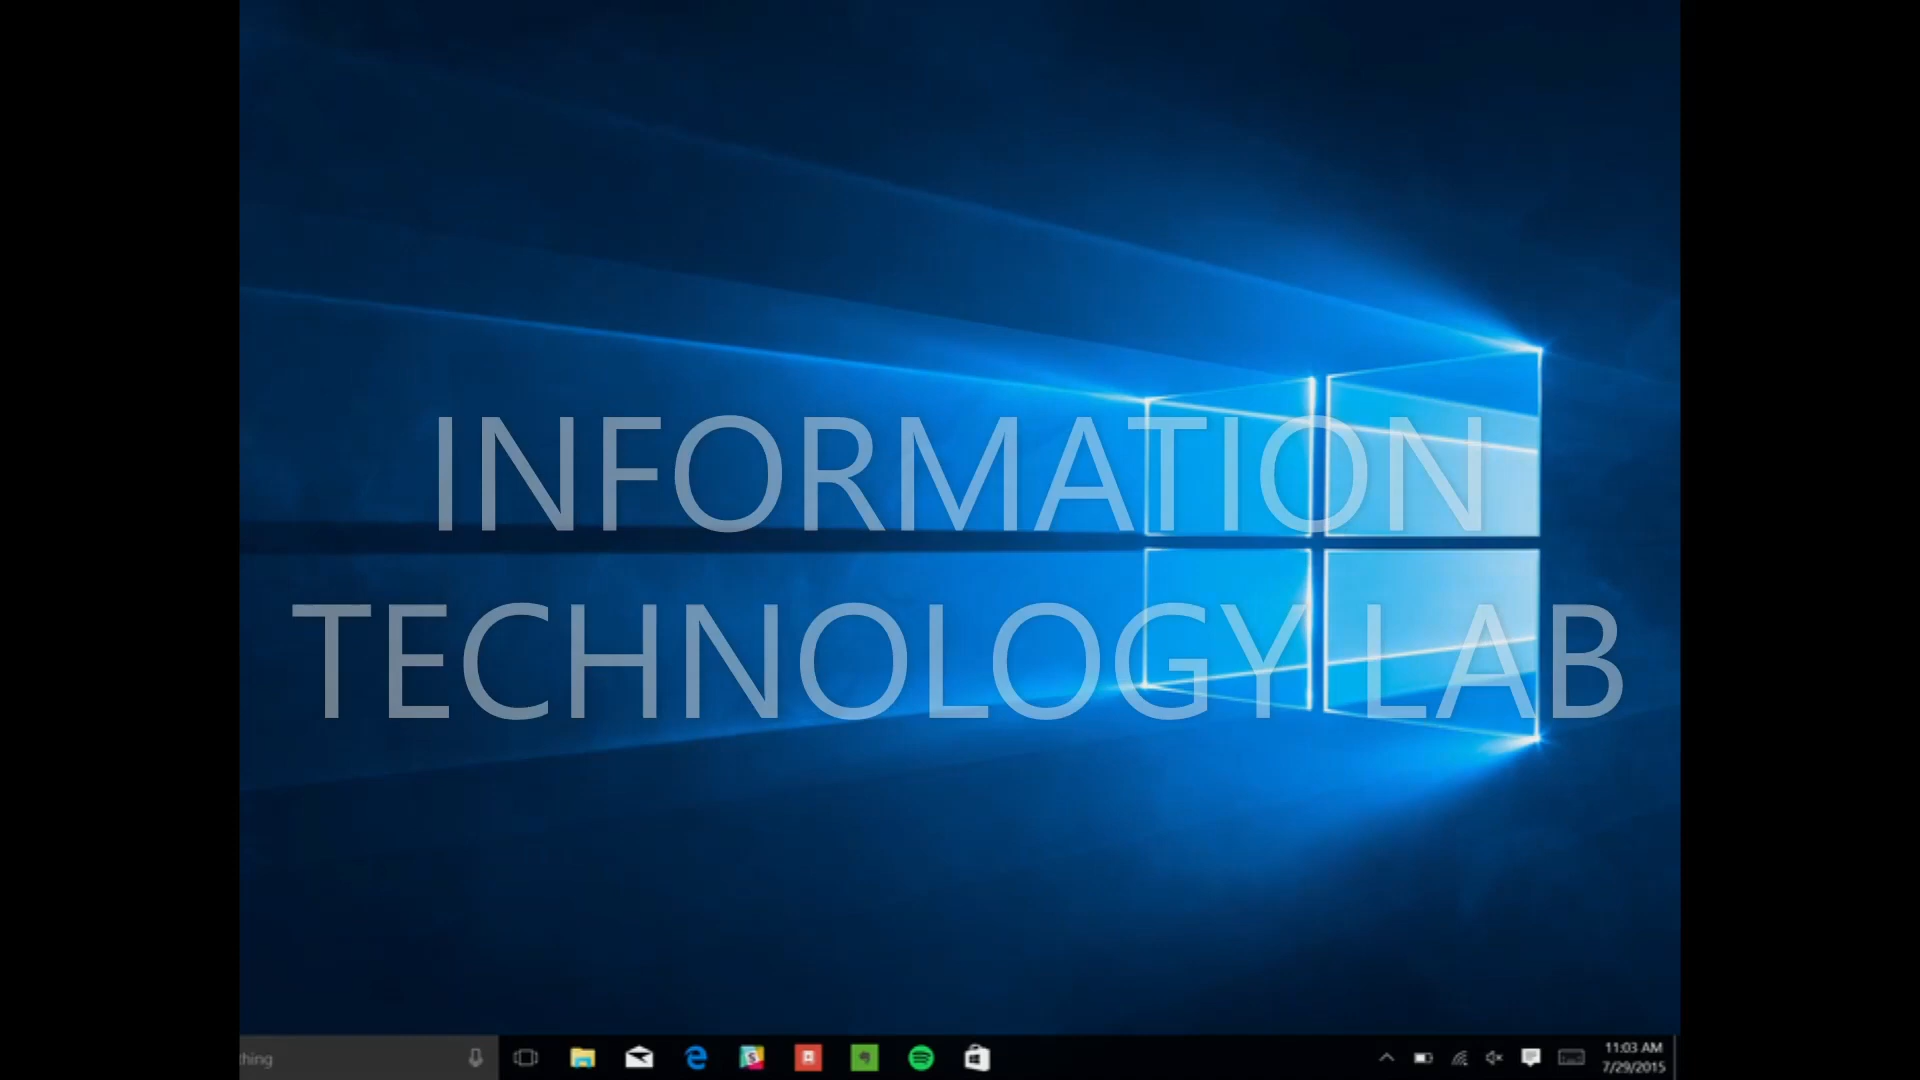 INFORMATION
TECHNOLOGY LAB
thing
11:03 AM
7/29/2015